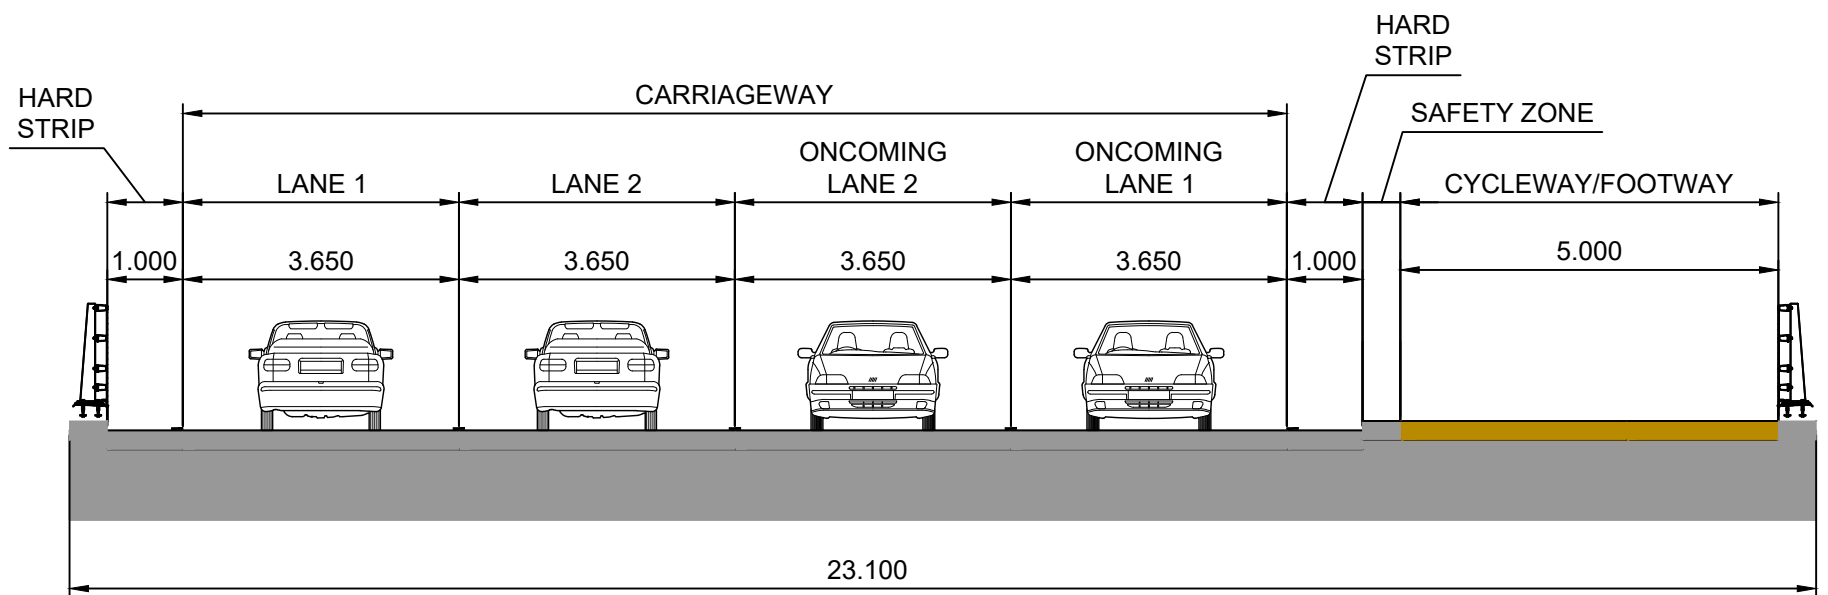 HARD
STRIP
CARRIAGEWAY
HARD
STRIP
SAFETY ZONE
LANE 1
LANE 2
ONCOMING
LANE 2
ONCOMING
LANE 1
CYCLEWAY/FOOTWAY
1.000
3.650
3.650
3.650
3.650
1.000
5.000
23.100